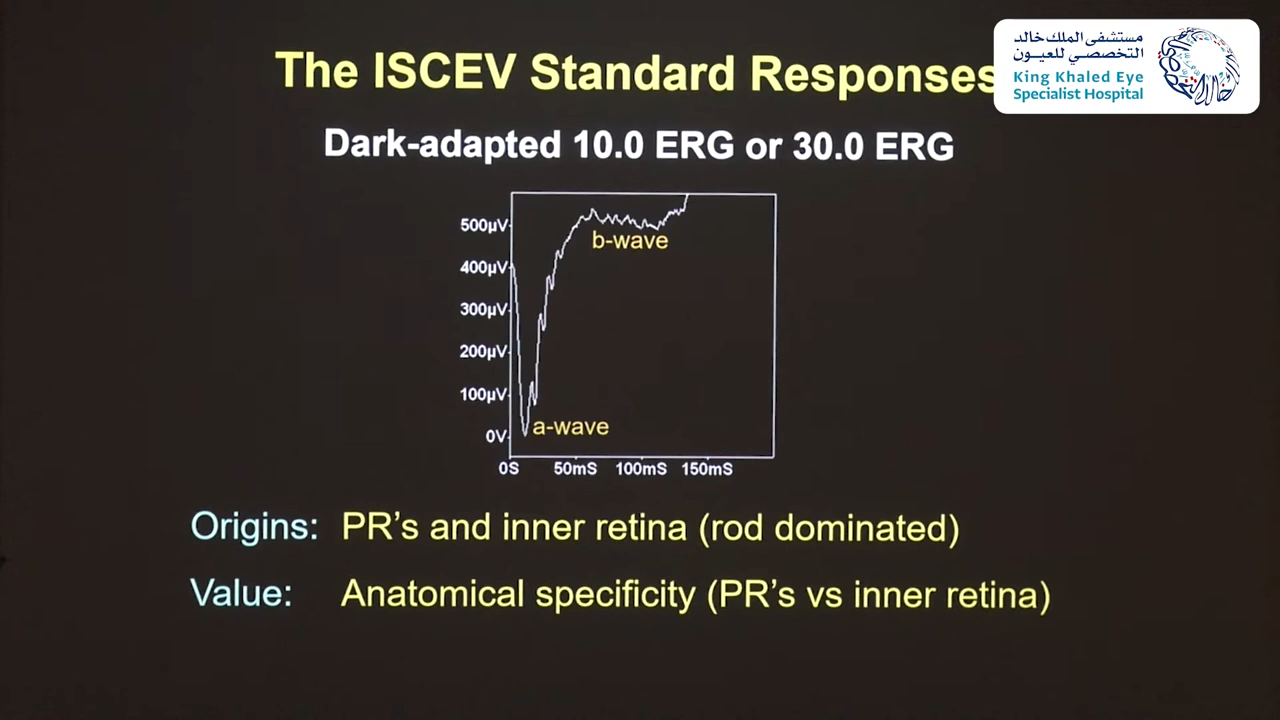 The ISCEV Standard Responses
مستشفى الملك خالد
التخصصي للعيون
King Khaled Eye
Specialist Hospital
Dark-adapted 10.0 ERG or 30.0 ERG
500µV
400µV
300µV
200µV
100µV
0V
b-wave
a-wave
0S 50mS 100mS 150mS
Origins: PR's and inner retina (rod dominated)
Value: Anatomical specificity (PR's vs inner retina)